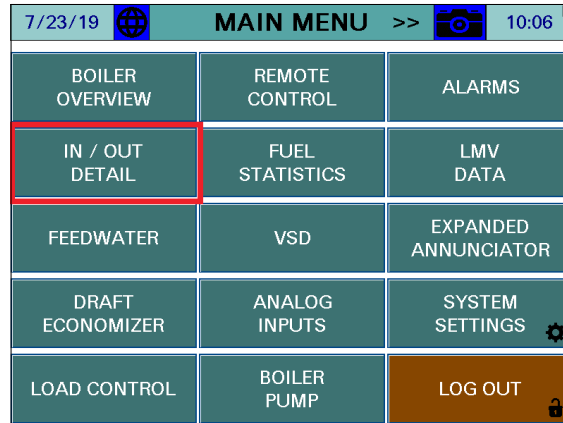 7/23/19 MAIN MENU >> 10:06
BOILER
OVERVIEW
REMOTE
CONTROL
ALARMS
IN / OUT
DETAIL
FUEL
STATISTICS
LMV
DATA
FEEDWATER
VSD
EXPANDED
ANNUNCIATOR
DRAFT
ECONOMIZER
ANALOG
INPUTS
SYSTEM
SETTINGS
LOAD CONTROL
BOILER
PUMP
LOG OUT